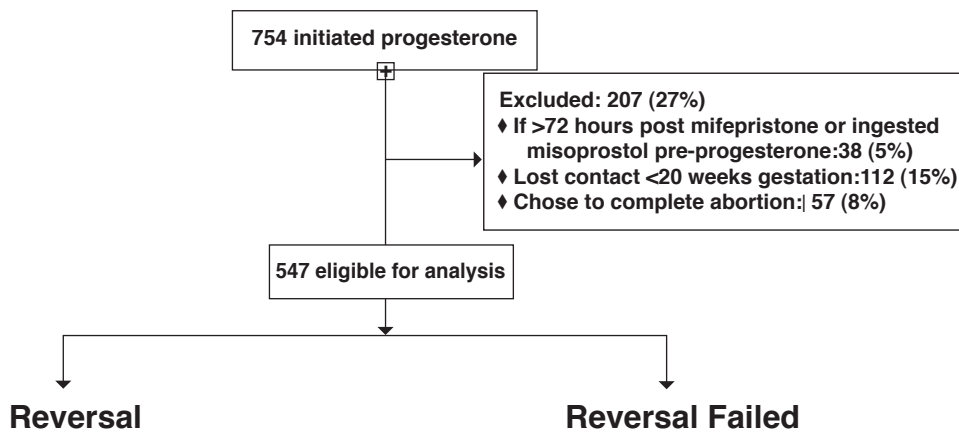 754 initiated progesterone
Excluded: 207 (27%)
♦ If >72 hours post mifepristone or ingested
misoprostol pre-progesterone:38 (5%)
♦ Lost contact <20 weeks gestation:112 (15%)
♦ Chose to complete abortion:| 57 (8%)
547 eligible for analysis
Reversal
Reversal Failed